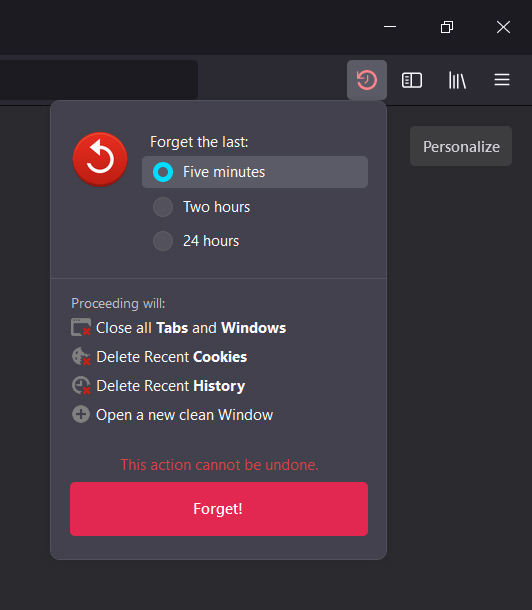 Personalize
Forget the last:
Five minutes
Two hours
24 hours
Proceeding will:
Close all Tabs and Windows
Delete Recent Cookies
Delete Recent History
Open a new clean Window
This action cannot be undone.
Forget!